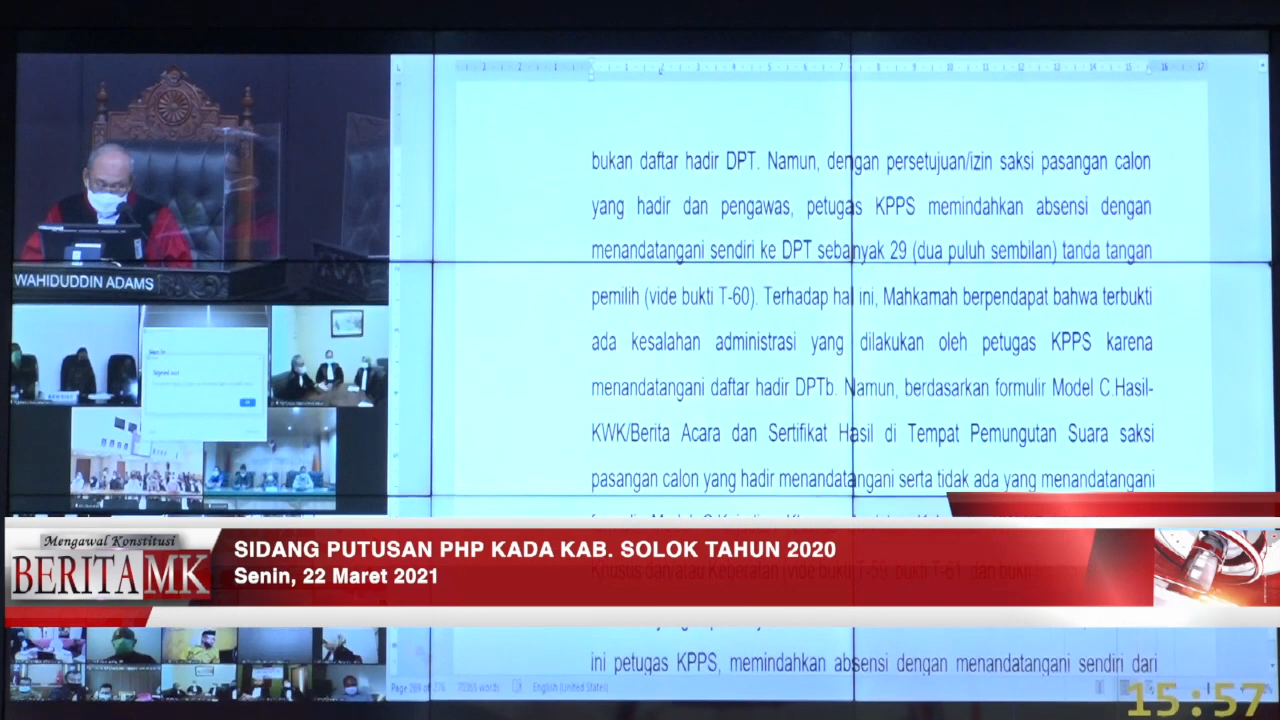 bukan daftar hadir DPT. Namun, dengan persetujuan/izin saksi pasangan calon
yang hadir dan pengawas, petugas KPPS memindahkan absensi dengan
menandatangani sendiri ke DPT sebanyak 29 (dua puluh sembilan) tanda tangan
pemilih (vide bukti T-60). Terhadap hal ini, Mahkamah berpendapat bahwa terbukti
ada kesalahan administrasi yang dilakukan oleh petugas KPPS karena
menandatangani daftar hadir DPTb. Namun, berdasarkan formulir Model C.Hasil-
KWK/Berita Acara dan Sertifikat Hasil di Tempat Pemungutan Suara saksi
pasangan calon yang hadir menandatangani serta tidak ada yang menandatangani
WAHIDUDDIN ADAMS
Mengawal Konstitusi
BERITA MK
SIDANG PUTUSAN PHP KADA KAB. SOLOK TAHUN 2020
Senin, 22 Maret 2021
ini petugas KPPS, memindahkan absensi dengan menandatangani sendiri dari
English (United States)
15:57